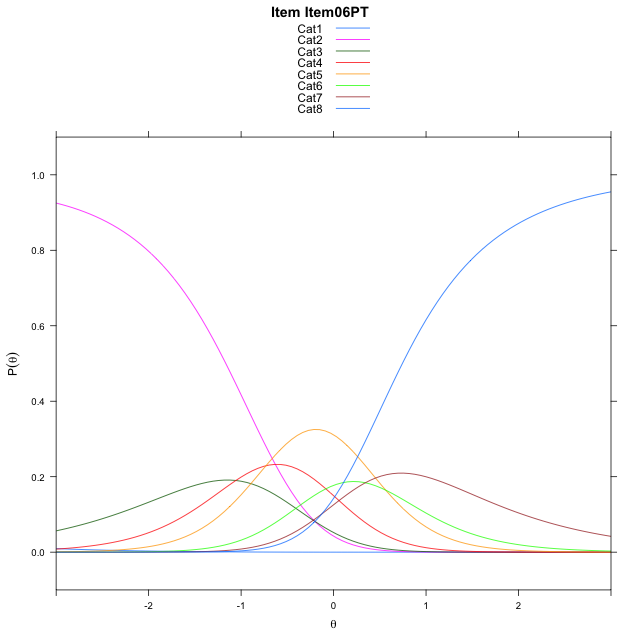 Item Item06PT
Cat1
Cat2
Cat3
Cat4
Cat5
Cat6
Cat7
Cat8
1.0
0.8
0.6
0.4
0.2
0.0
P(θ)
-2 -1 0 1 2
θ